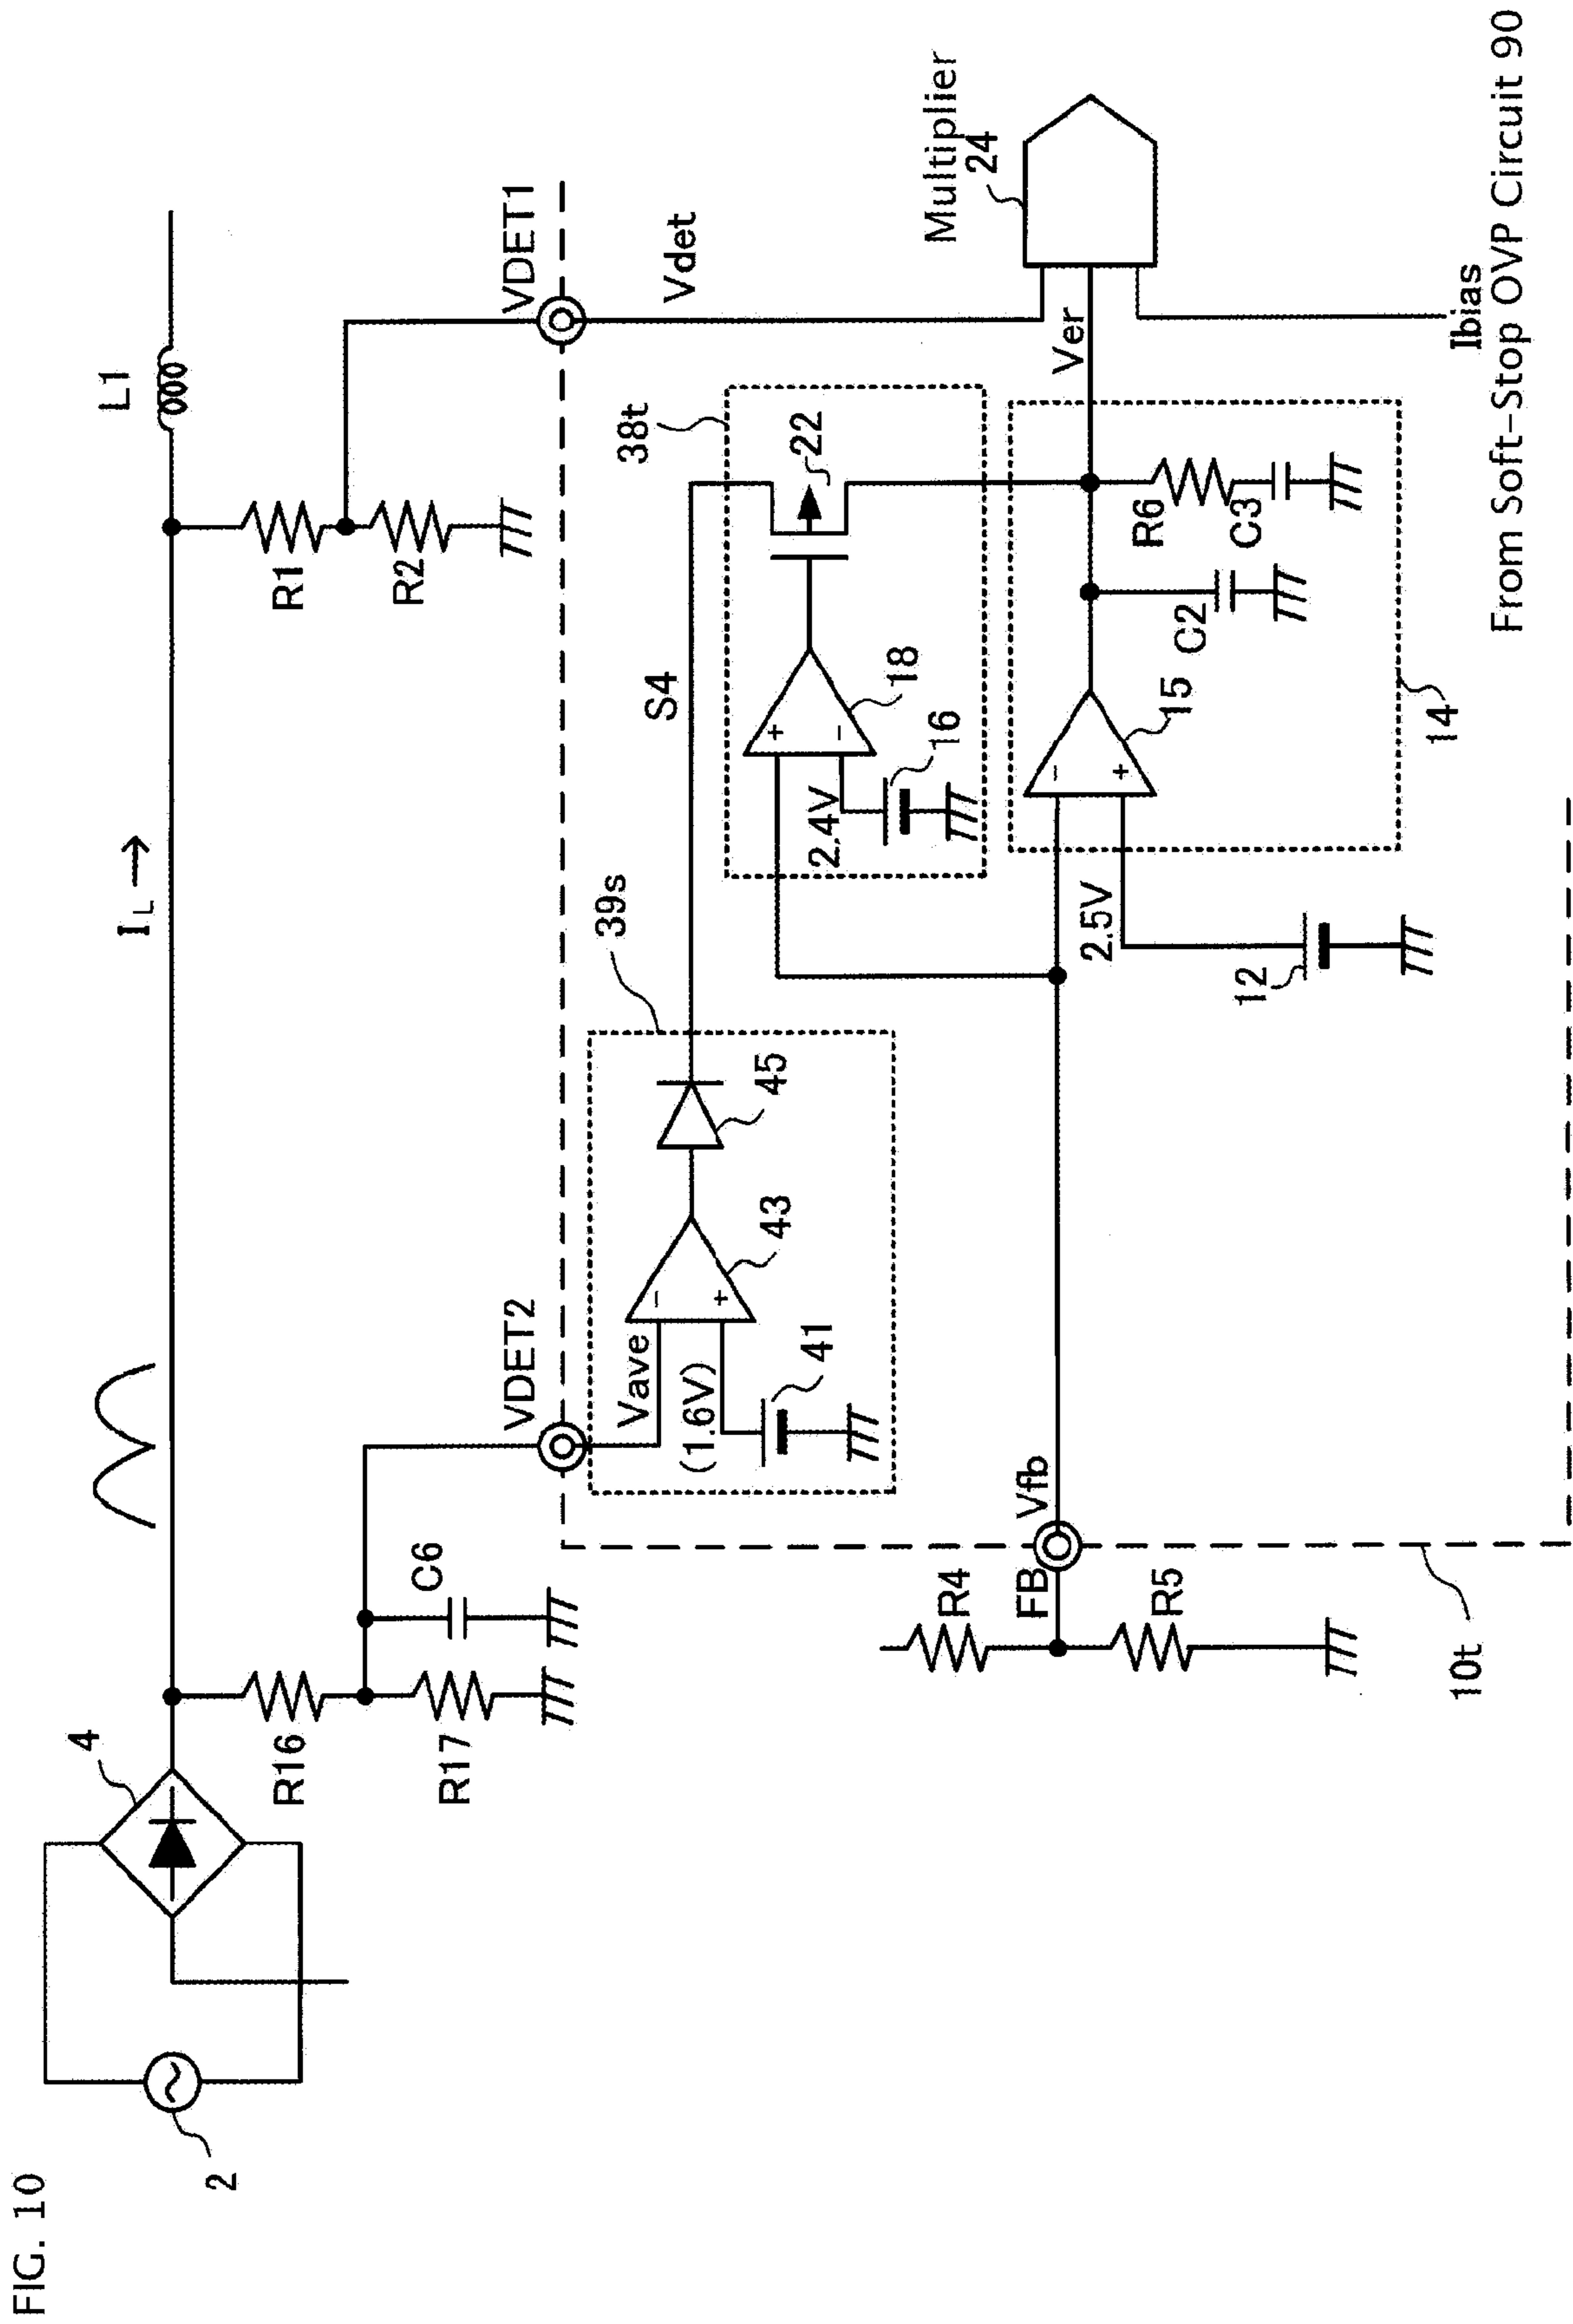 FIG. 10
2
4
R16
R17
C6
VDET2
I L →
R1
R2
L1
VDET1
Vdet
39s
Vave
-
+
(1.6V)
41
43
45
S4
38t
+
-
2.4V
16
18
22
Multiplier
24
Ver
FB
Vfb
R4
R5
10t
2.5V
12
-
+
15
14
C2
R6
C3
Ibias
From Soft-Stop OVP Circuit 90